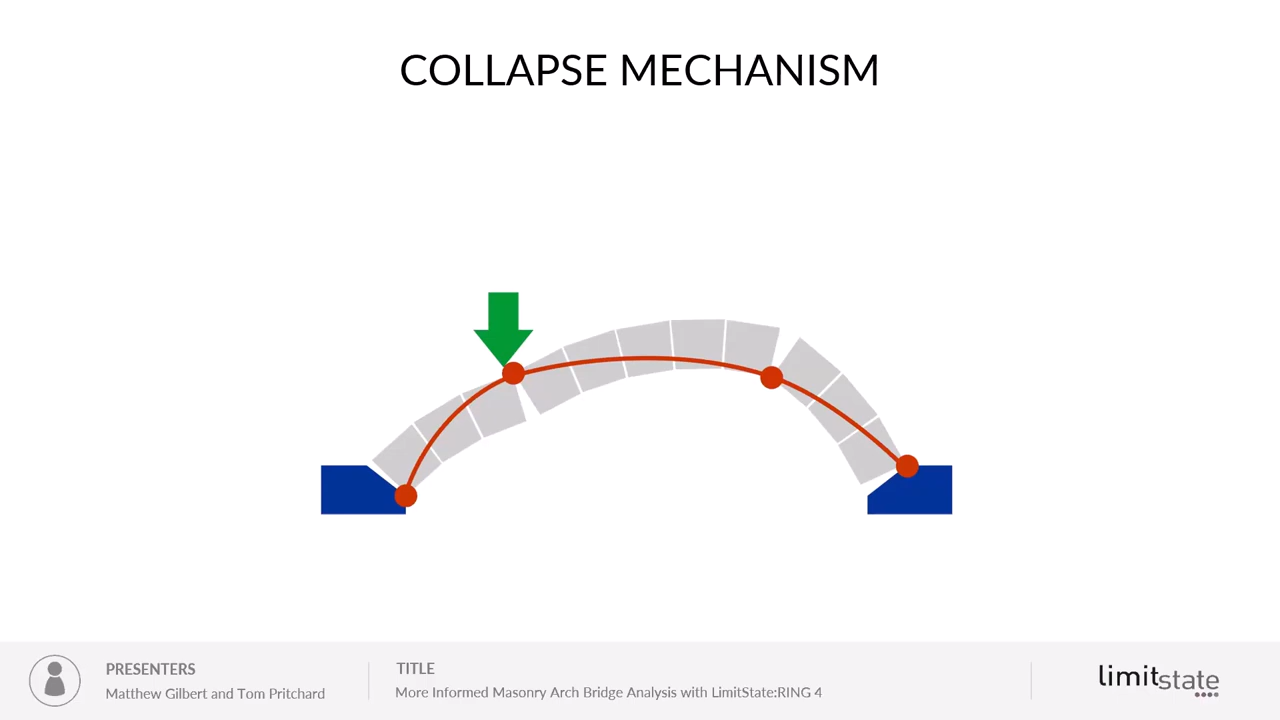 COLLAPSE MECHANISM
PRESENTERS
Matthew Gilbert and Tom Pritchard
TITLE
More Informed Masonry Arch Bridge Analysis with LimitState:RING 4
limitstate